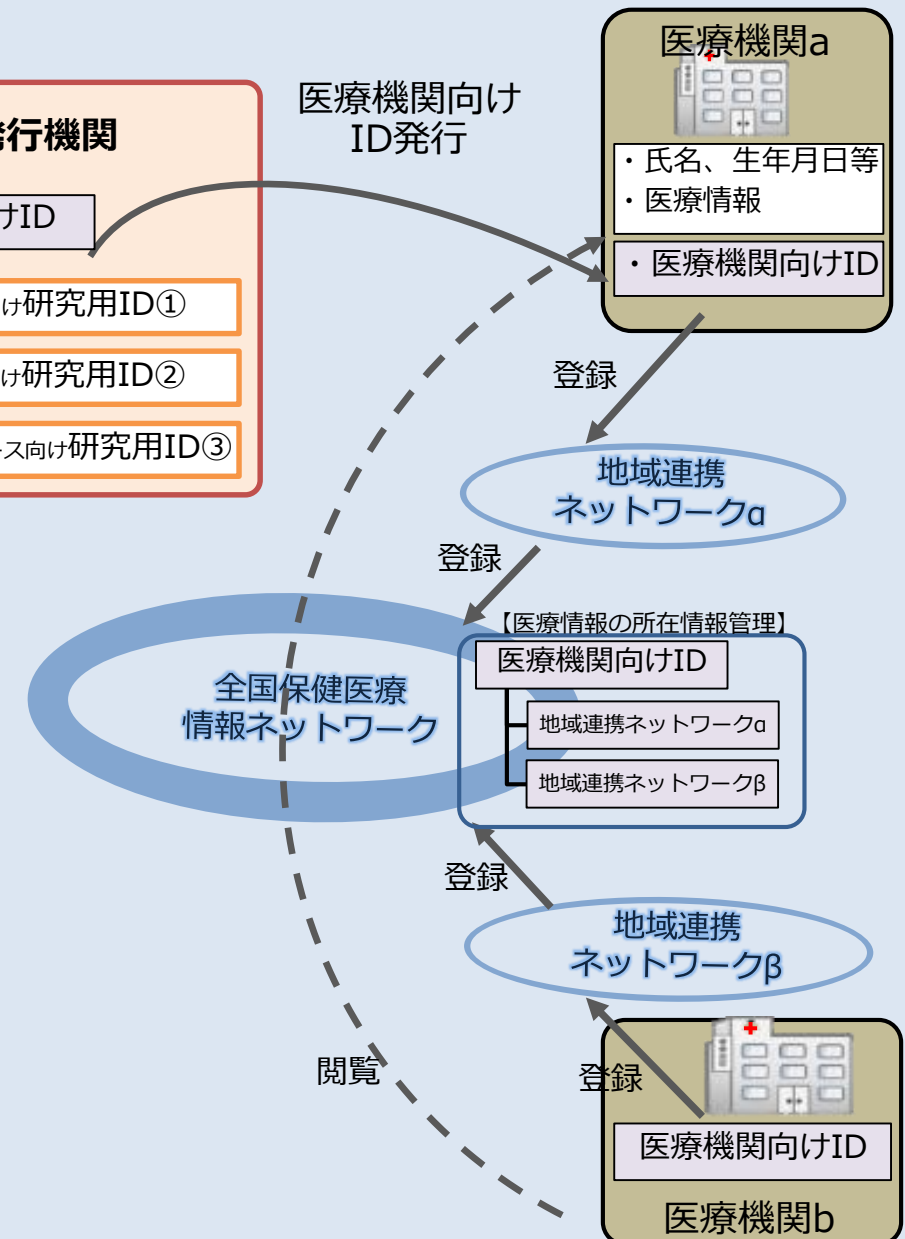 医療機関a
・氏名、生年月日等
・医療情報
・医療機関向けID
医療機関向け
ID発行
行機関
けID
け研究用ID①
け研究用ID②
ス向け研究用ID③
登録
地域連携
ネットワークα
登録
【医療情報の所在情報管理】
医療機関向けID
地域連携ネットワークα
地域連携ネットワークβ
全国保健医療
情報ネットワーク
登録
地域連携
ネットワークβ
閲覧
登録
医療機関向けID
医療機関b